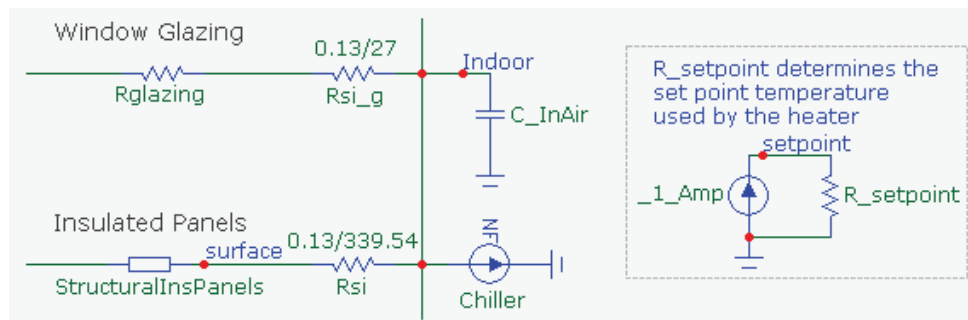 Window Glazing
0.13/27
Rglazing
Rsi_g
Indoor
C_InAir
Insulated Panels
surface
0.13/339.54
StructuralInsPanels
Rsi
NF
Chiller
R_setpoint determines the
set point temperature
used by the heater
setpoint
_1_Amp
R_setpoint